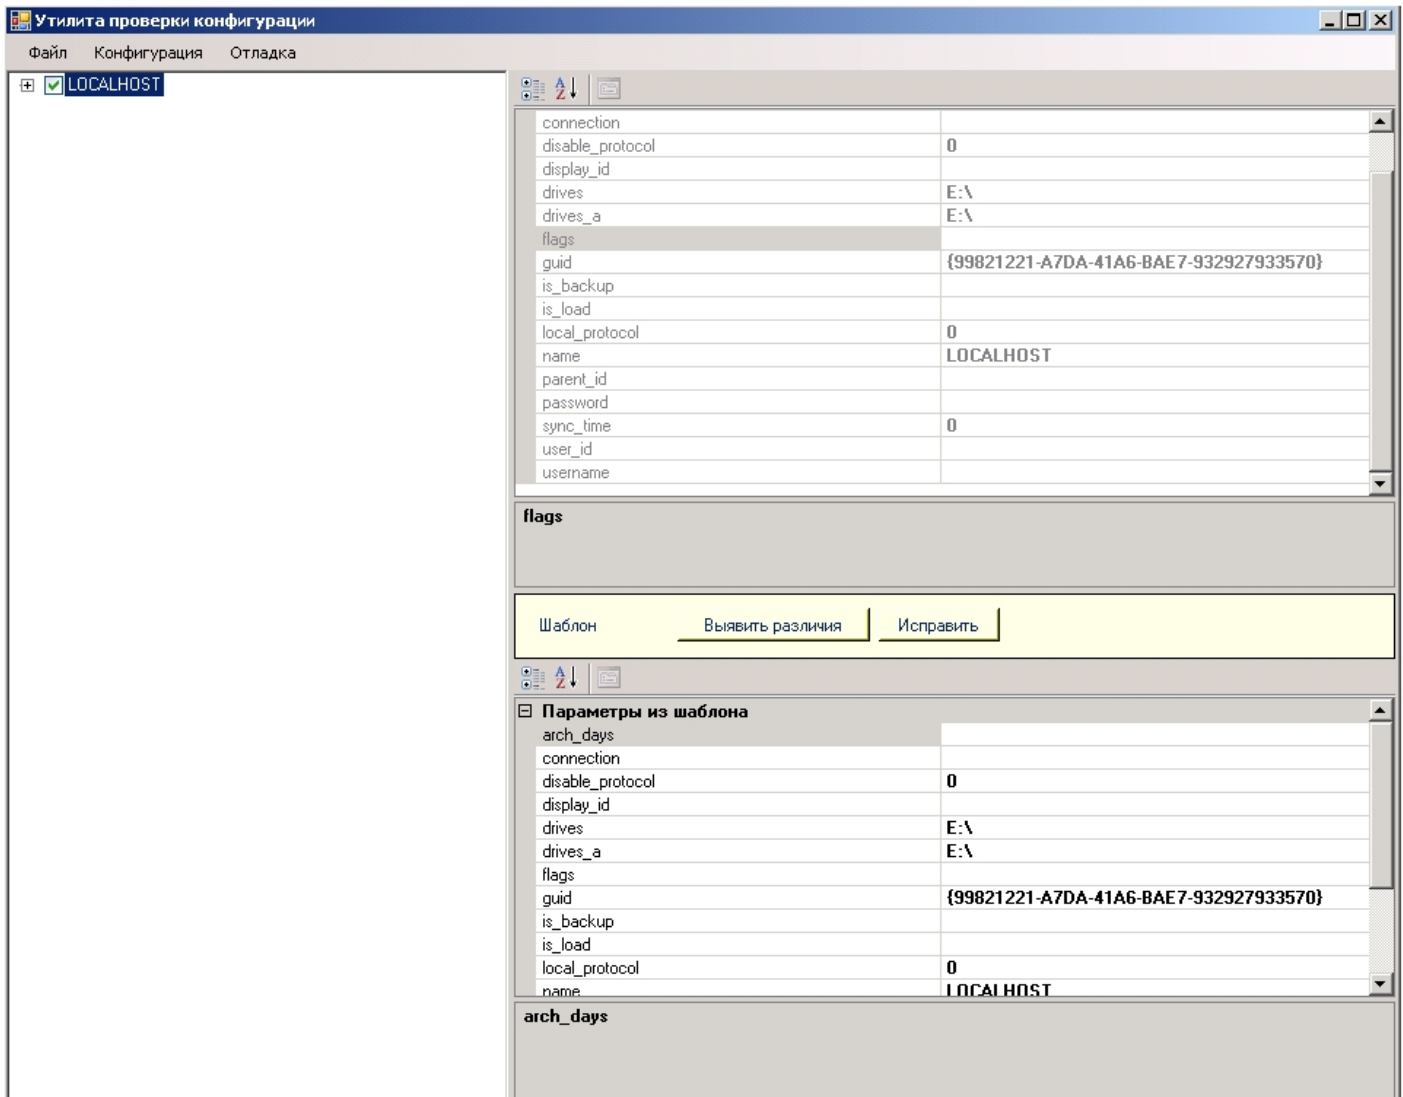 Утилита проверки конфигурации
Файл Конфигурация Отладка
LOCALHOST
connection
disable_protocol 0
display_id
drives E:\
drives_a E:\
flags
guid {99821221-A7DA-41A6-BAE7-932927933570}
is_backup
is_load
local_protocol 0
name LOCALHOST
parent_id
password
sync_time 0
user_id
username
flags
Шаблон Выявить различия Исправить
Параметры из шаблона
arch_days
connection
disable_protocol 0
display_id
drives E:\
drives_a E:\
flags
guid {99821221-A7DA-41A6-BAE7-932927933570}
is_backup
is_load
local_protocol 0
name LOCALHOST
arch_days